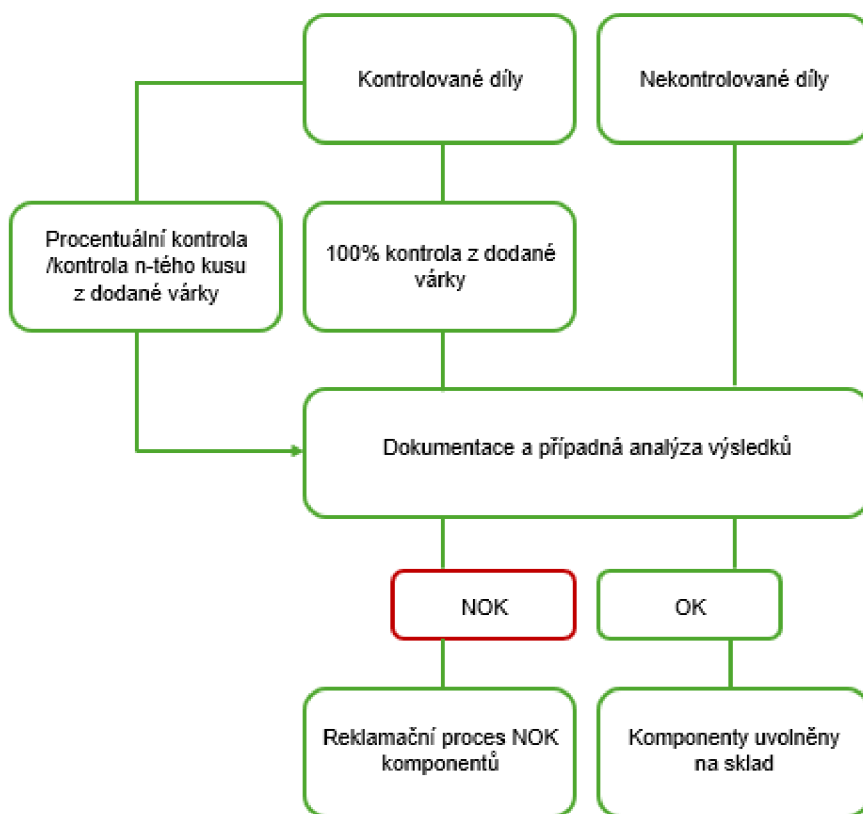 Kontrolované díly
Nekontrolované díly
Procentuální kontrola
/kontrola n-tého kusu
z dodané várky
100% kontrola z dodané
várky
Dokumentace a případná analýza výsledků
NOK
OK
Reklamační proces NOK
komponentů
Komponenty uvolněny
na sklad